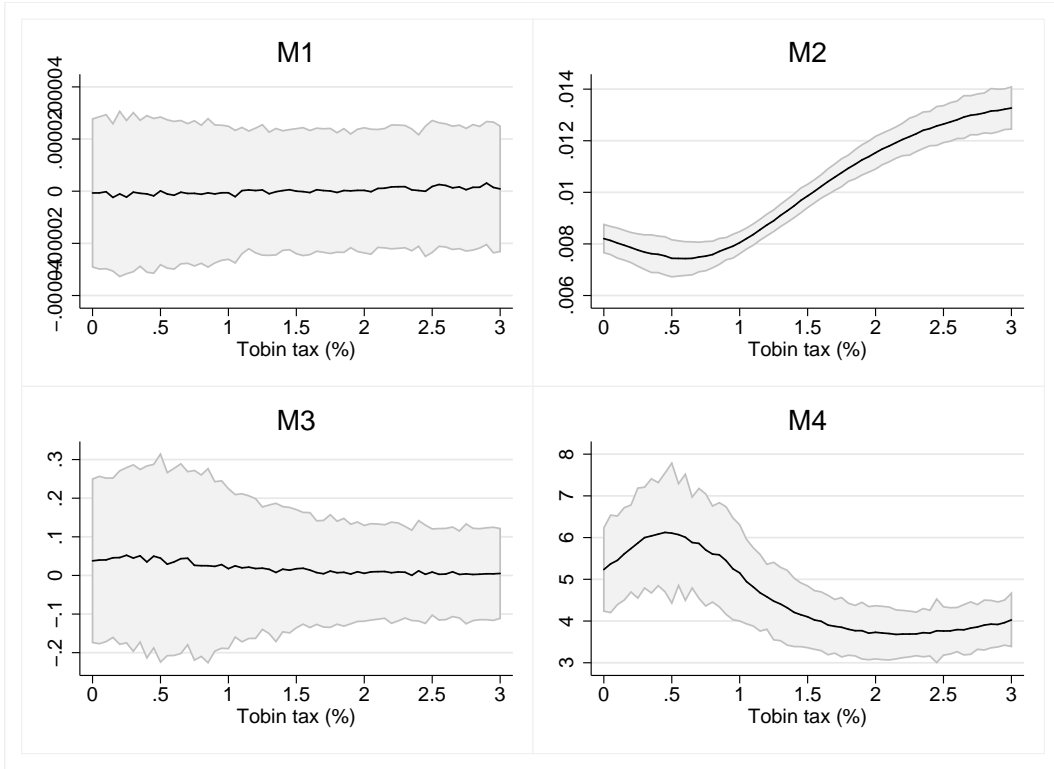 M1
.00004
.00002
0
−.00002
−.00004
0 .5 1 1.5 2 2.5 3
Tobin tax (%)
M2
.014
.012
.01
.008
.006
0 .5 1 1.5 2 2.5 3
Tobin tax (%)
M3
.3
.2
.1
0
−.1
−.2
0 .5 1 1.5 2 2.5 3
Tobin tax (%)
M4
8
7
6
5
4
3
0 .5 1 1.5 2 2.5 3
Tobin tax (%)